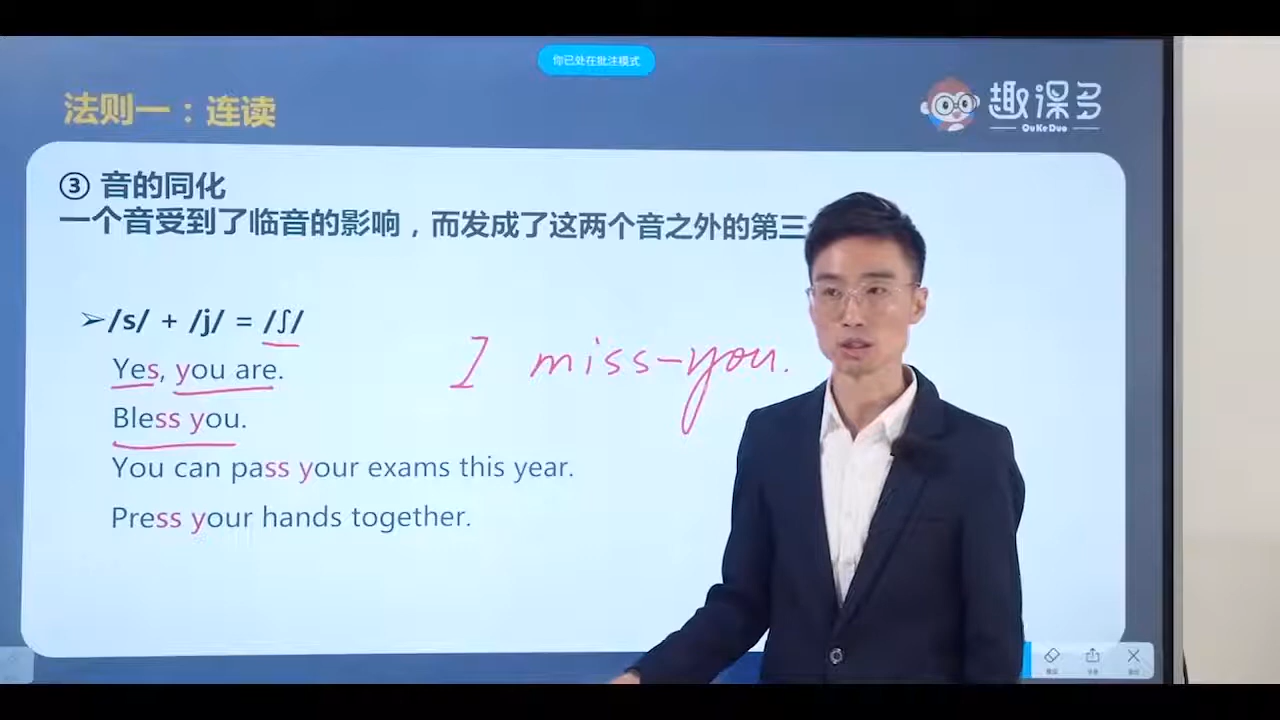 你已处在批注模式
法则一：连读
趣课多
QuKeDuo
③ 音的同化
一个音受到了临音的影响，而发成了这两个音之外的第三
➢/s/ + /j/ = /ʃ/
Yes, you are.
I miss-you.
Bless you.
You can pass your exams this year.
Press your hands together.